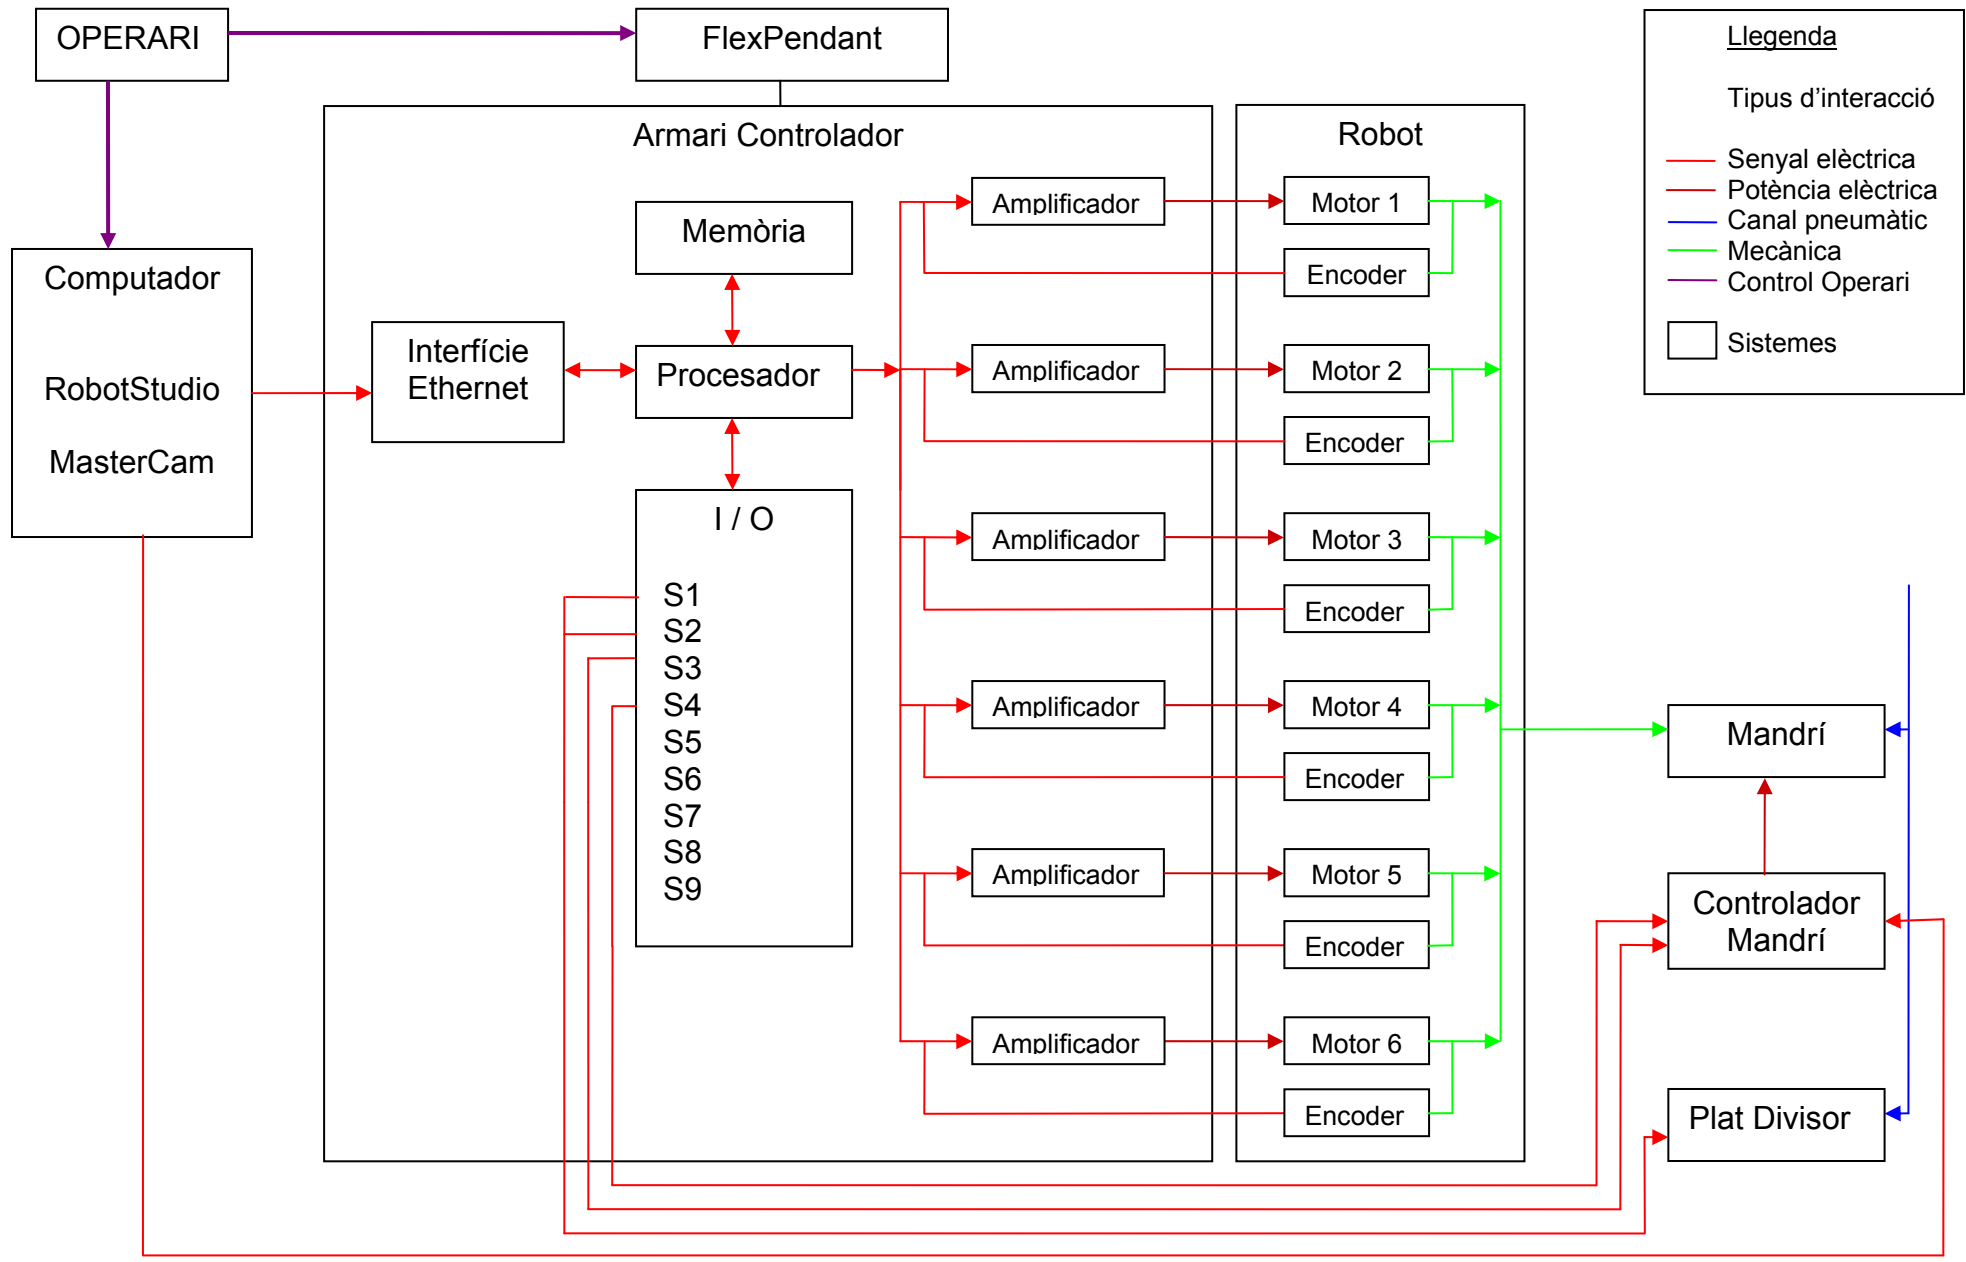 OPERARI
FlexPendant
Llegenda
Tipus d'interacció
Senyal elèctrica
Potència elèctrica
Canal pneumàtic
Mecànica
Control Operari
Sistemes
Armari Controlador
Robot
Computador
RobotStudio
MasterCam
Interfície
Ethernet
Memòria
Procesador
I / O
S1
S2
S3
S4
S5
S6
S7
S8
S9
Amplificador
Motor 1
Encoder
Amplificador
Motor 2
Encoder
Amplificador
Motor 3
Encoder
Amplificador
Motor 4
Encoder
Amplificador
Motor 5
Encoder
Amplificador
Motor 6
Encoder
Mandrí
Controlador
Mandrí
Plat Divisor